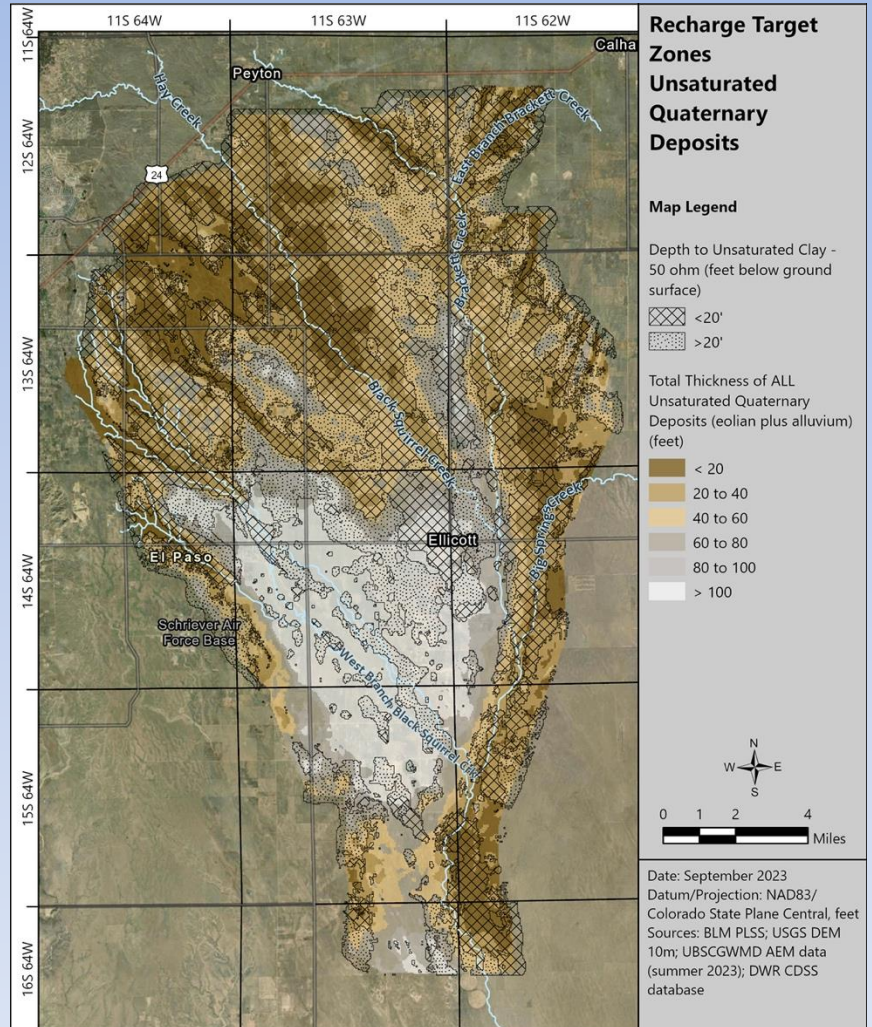 11S 64W
11S 63W
11S 62W
11S 64W
12S 64W
13S 64W
14S 64W
15S 64W
16S 64W
Calha
Peyton
Hay Creek
24
East Branch Brackett Creek
Brackett Creek
Black Squirrel Creek
Big Spring Creek
Ellicott
El Paso
Schriever Air
Force Base
West Branch Black Squirrel Crk
Recharge Target
Zones
Unsaturated
Quaternary
Deposits
Map Legend
Depth to Unsaturated Clay -
50 ohm (feet below ground
surface)
<20'
>20'
Total Thickness of ALL
Unsaturated Quaternary
Deposits (eolian plus alluvium)
(feet)
< 20
20 to 40
40 to 60
60 to 80
80 to 100
> 100
N
W E
S
0 1 2 4
Miles
Date: September 2023
Datum/Projection: NAD83/
Colorado State Plane Central, feet
Sources: BLM PLSS; USGS DEM
10m; UBSCGWMD AEM data
(summer 2023); DWR CDSS
database